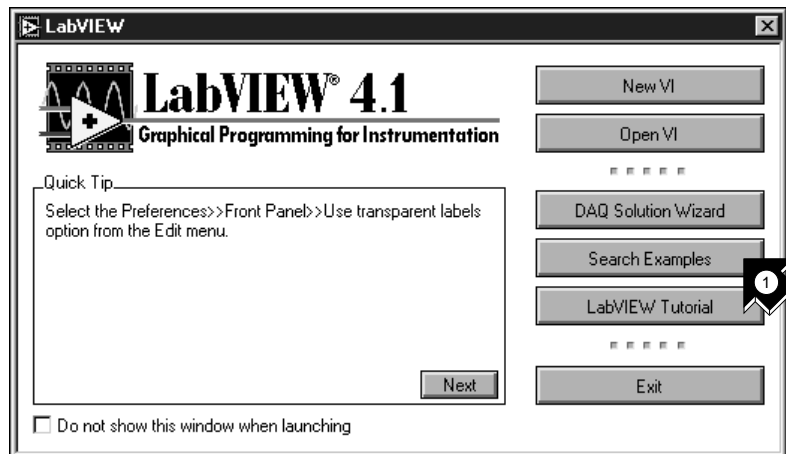 LabVIEW
LabVIEW® 4.1
Graphical Programming for Instrumentation
Quick Tip
Select the Preferences>>Front Panel>>Use transparent labels
option from the Edit menu.
Next
Do not show this window when launching
New VI
Open VI
DAQ Solution Wizard
Search Examples
1
LabVIEW Tutorial
Exit